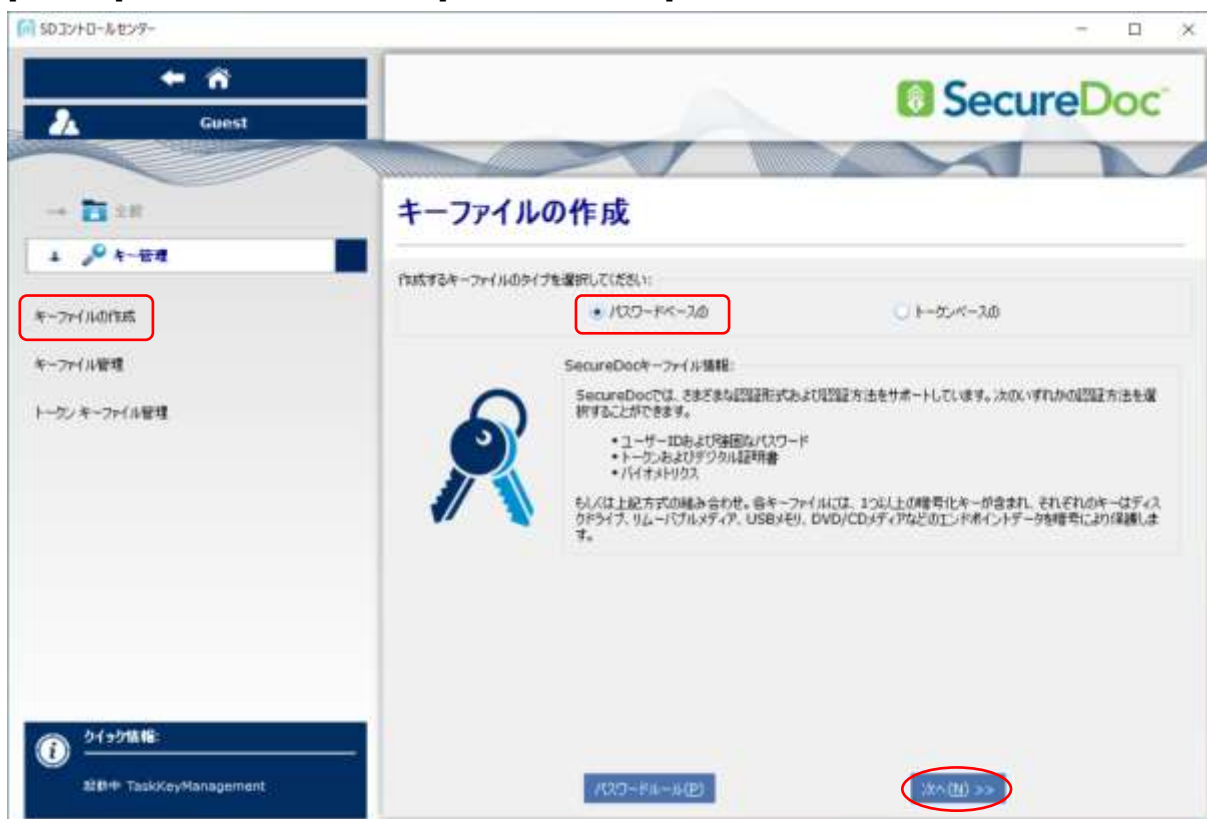 SDコントロールセンター
Guest
SecureDoc
全般
キー管理
キーファイルの作成
キーファイル管理
トークン キーファイル管理
キーファイルの作成
作成するキーファイルのタイプを選択してください:
パスワードベースの
トークンベースの
SecureDocキーファイル情報:
SecureDocでは、さまざまな認証形式および認証方法をサポートしています。次のいずれかの認証方法を選
択することができます。
•ユーザーIDおよび強固なパスワード
•トークンおよびデジタル証明書
•バイオメトリクス
もしくは上記方式の組み合わせ。各キーファイルには、1つ以上の暗号化キーが含まれ、それぞれのキーはディス
クドライブ、リムーバブルメディア、USBメモリ、DVD/CDメディアなどのエンドポイントデータを暗号により保護しま
す。
クイック情報:
起動中 TaskKeyManagement
パスワードルール(P)
次へ(N) >>